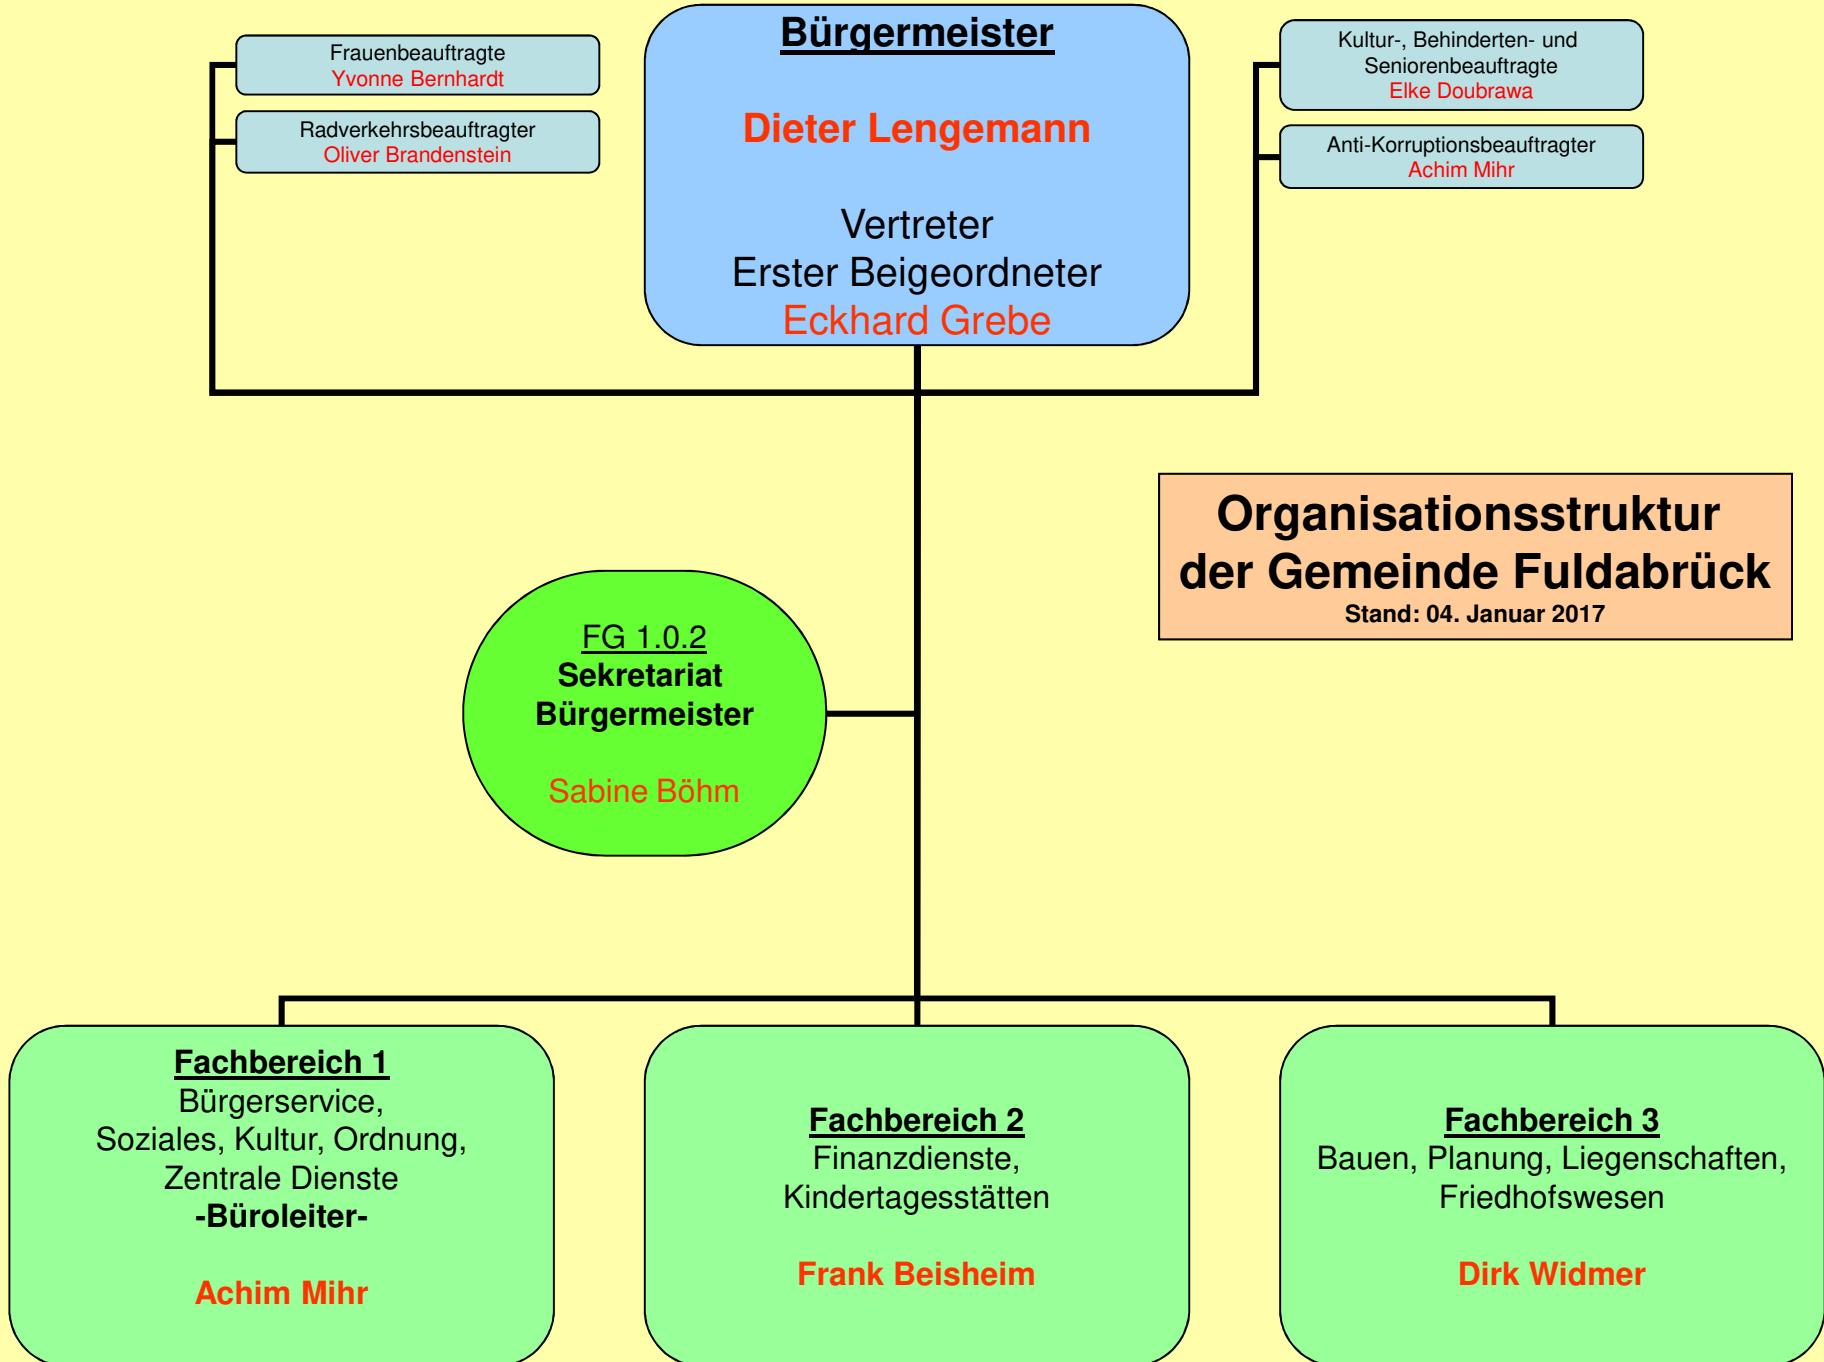 Frauenbeauftragte
Yvonne Bernhardt
Radverkehrsbeauftragter
Oliver Brandenstein
Bürgermeister
Dieter Lengemann
Vertreter
Erster Beigeordneter
Eckhard Grebe
Kultur-, Behinderten- und
Seniorenbeauftragte
Elke Doubrawa
Anti-Korruptionsbeauftragter
Achim Mihr
Organisationsstruktur
der Gemeinde Fuldabrück
Stand: 04. Januar 2017
FG 1.0.2
Sekretariat
Bürgermeister
Sabine Böhm
Fachbereich 1
Bürgerservice,
Soziales, Kultur, Ordnung,
Zentrale Dienste
-Büroleiter-
Achim Mihr
Fachbereich 2
Finanzdienste,
Kindertagesstätten
Frank Beisheim
Fachbereich 3
Bauen, Planung, Liegenschaften,
Friedhofswesen
Dirk Widmer